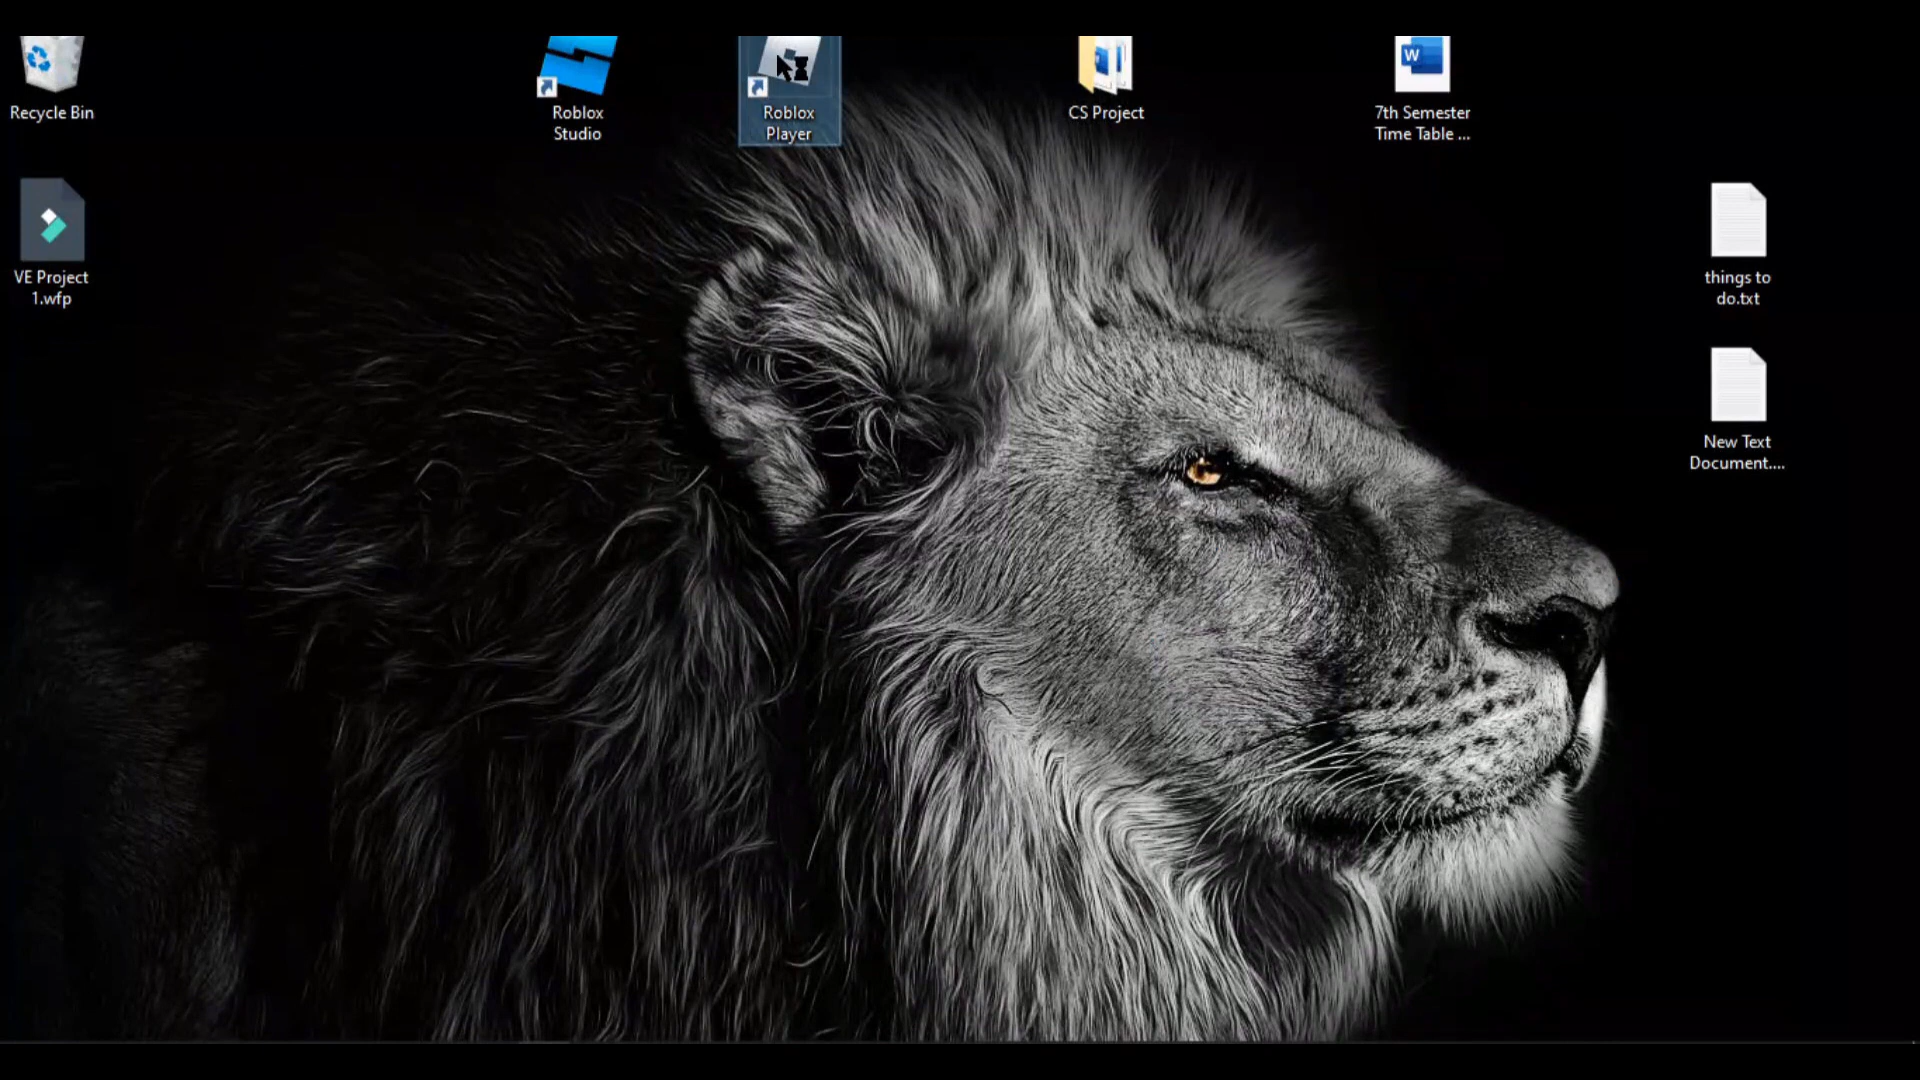 Recycle Bin
Roblox
Studio
Roblox
Player
CS Project
W
7th Semester
Time Table ...
VE Project
1.wfp
things to
do.txt
New Text
Document....